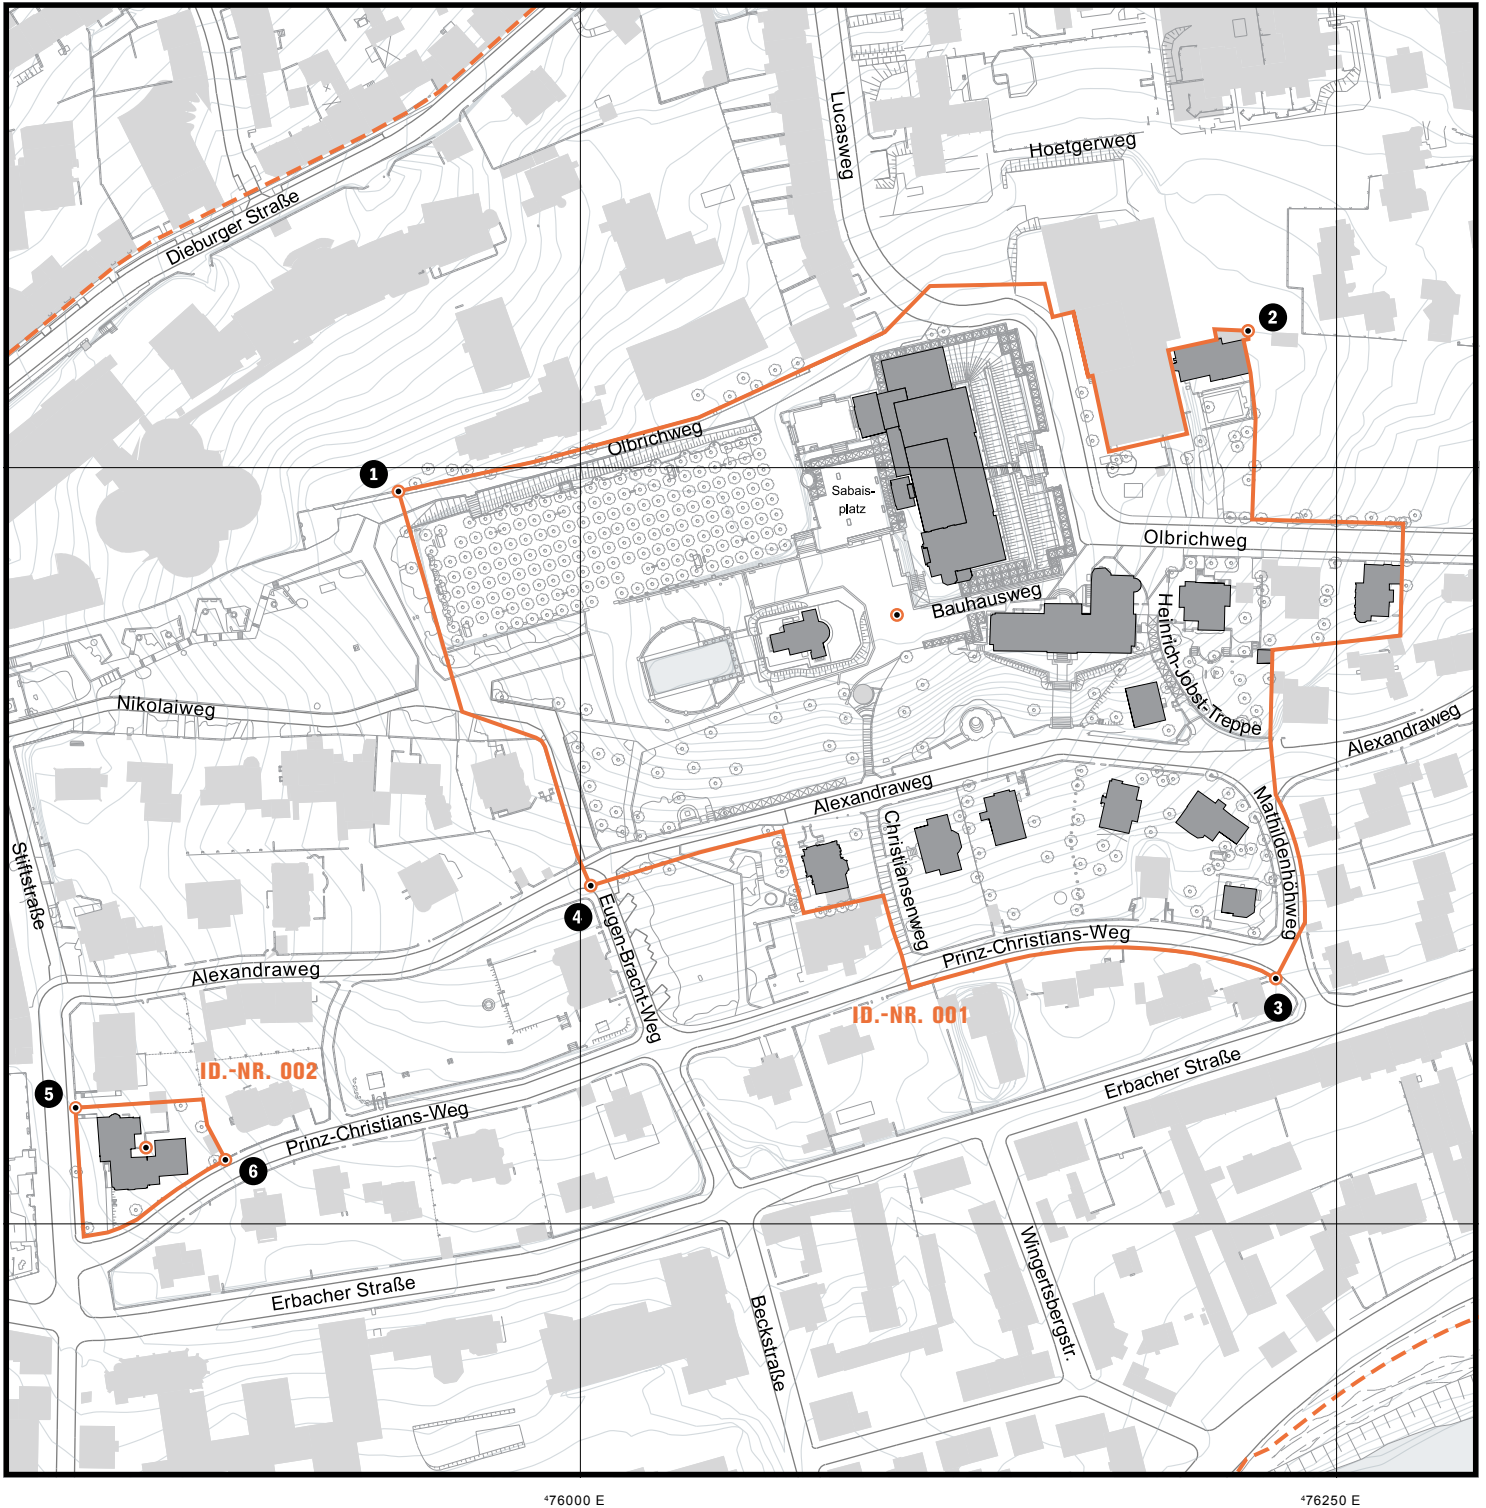 Lucasweg
Hoetgerweg
Dieburger Straße
2
Olbrichweg
1
Sabais-
platz
Olbrichweg
Bauhausweg
Heinrich-Jobst-Treppe
Nikolaiweg
Alexandraweg
Alexandraweg
Mathildenhöhweg
Christiansenweg
Stiftstraße
4
Eugen-Bracht-Weg
Prinz-Christians-Weg
Alexandraweg
3
ID.-NR. 001
ID.-NR. 002
Erbacher Straße
5
Prinz-Christians-Weg
6
Erbacher Straße
Wingertsbergstr.
Beckstraße
⁴76000 E
⁴76250 E